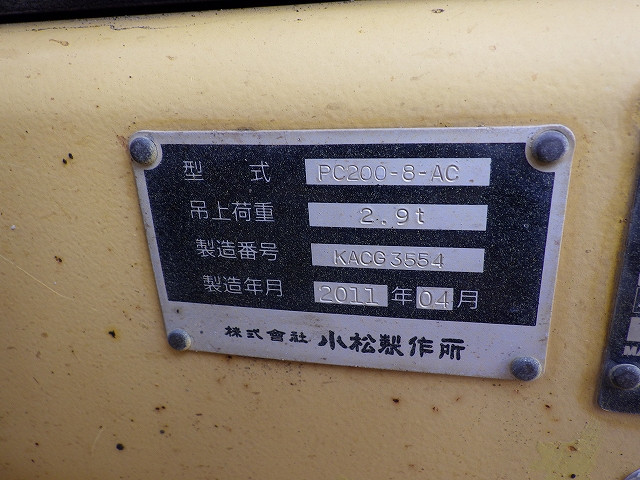 型 式 PC200-8-AC
吊上荷重 2.9t
製造番号 KACG3554
製造年月 2011年04月
株式會社 小松製作所